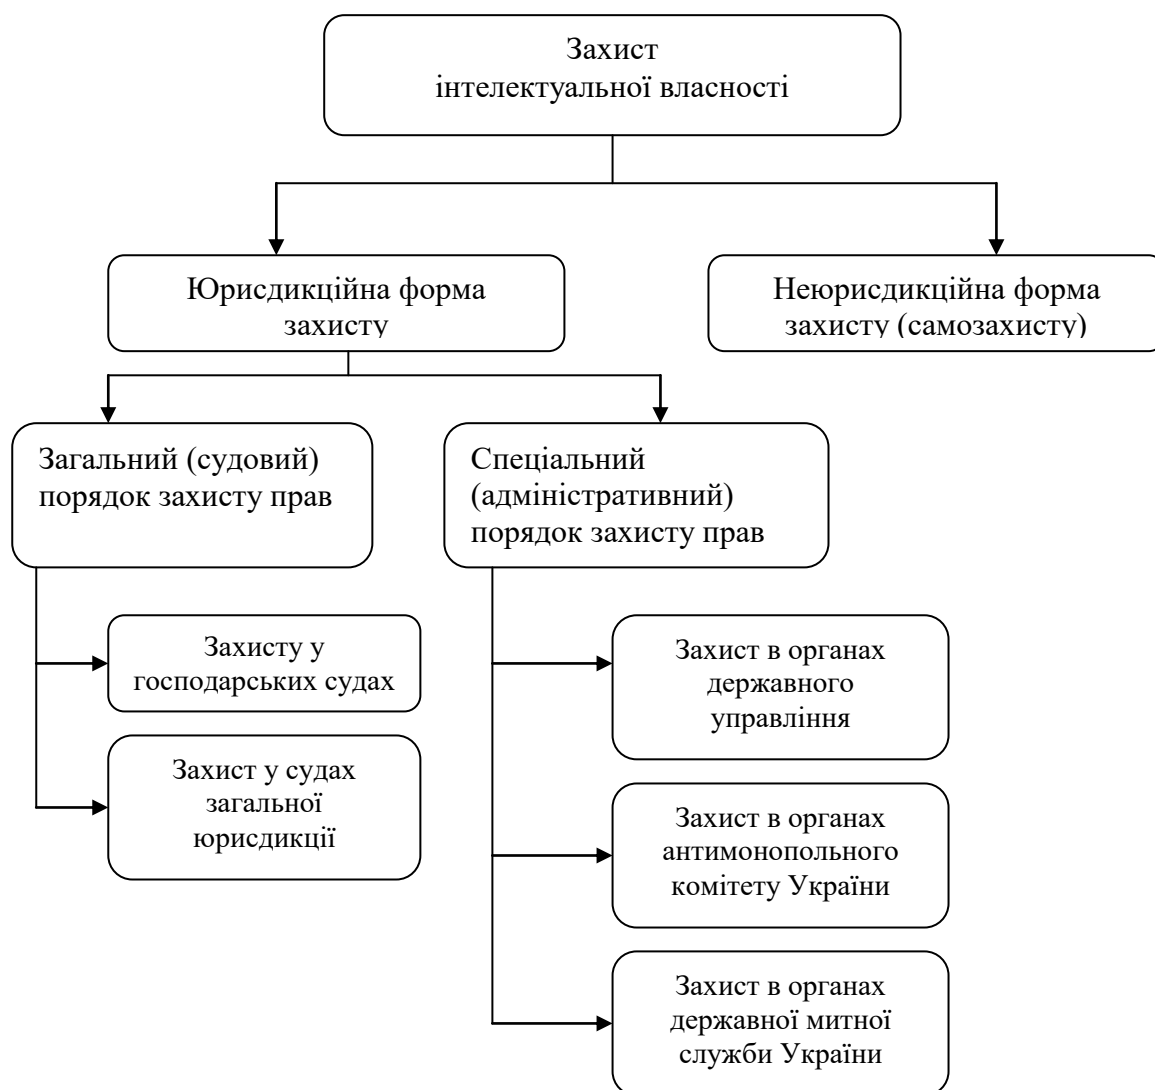 Захист
інтелектуальної власності
Юрисдикційна форма
захисту
Неюрисдикційна форма
захисту (самозахисту)
Загальний (судовий)
порядок захисту прав
Спеціальний
(адміністративний)
порядок захисту прав
Захисту у
господарських судах
Захист у судах
загальної
юрисдикції
Захист в органах
державного
управління
Захист в органах
антимонопольного
комітету України
Захист в органах
державної митної
служби України